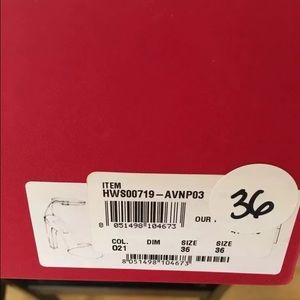 ITEM
HWS00719-AVNP03
36
8 051498 104673
OUR
COL. DIM SIZE SIZE
021 36 36
8 051498 104673